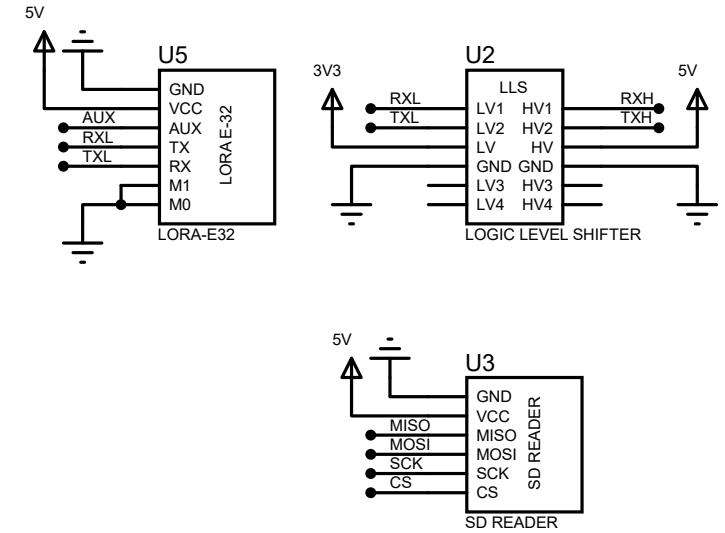 5V
U5
GND
VCC
AUX
TX
RX
M1
M0
LORA E-32
AUX
RXL
TXL
LORA-E32
3V3
U2
5V
LLS
RXL
LV1 HV1
RXH
TXL
LV2 HV2
TXH
LV HV
GND GND
LV3 HV3
LV4 HV4
LOGIC LEVEL SHIFTER
5V
U3
GND
VCC
MISO
MOSI
SCK
CS
SD READER
MISO
MOSI
SCK
CS
SD READER